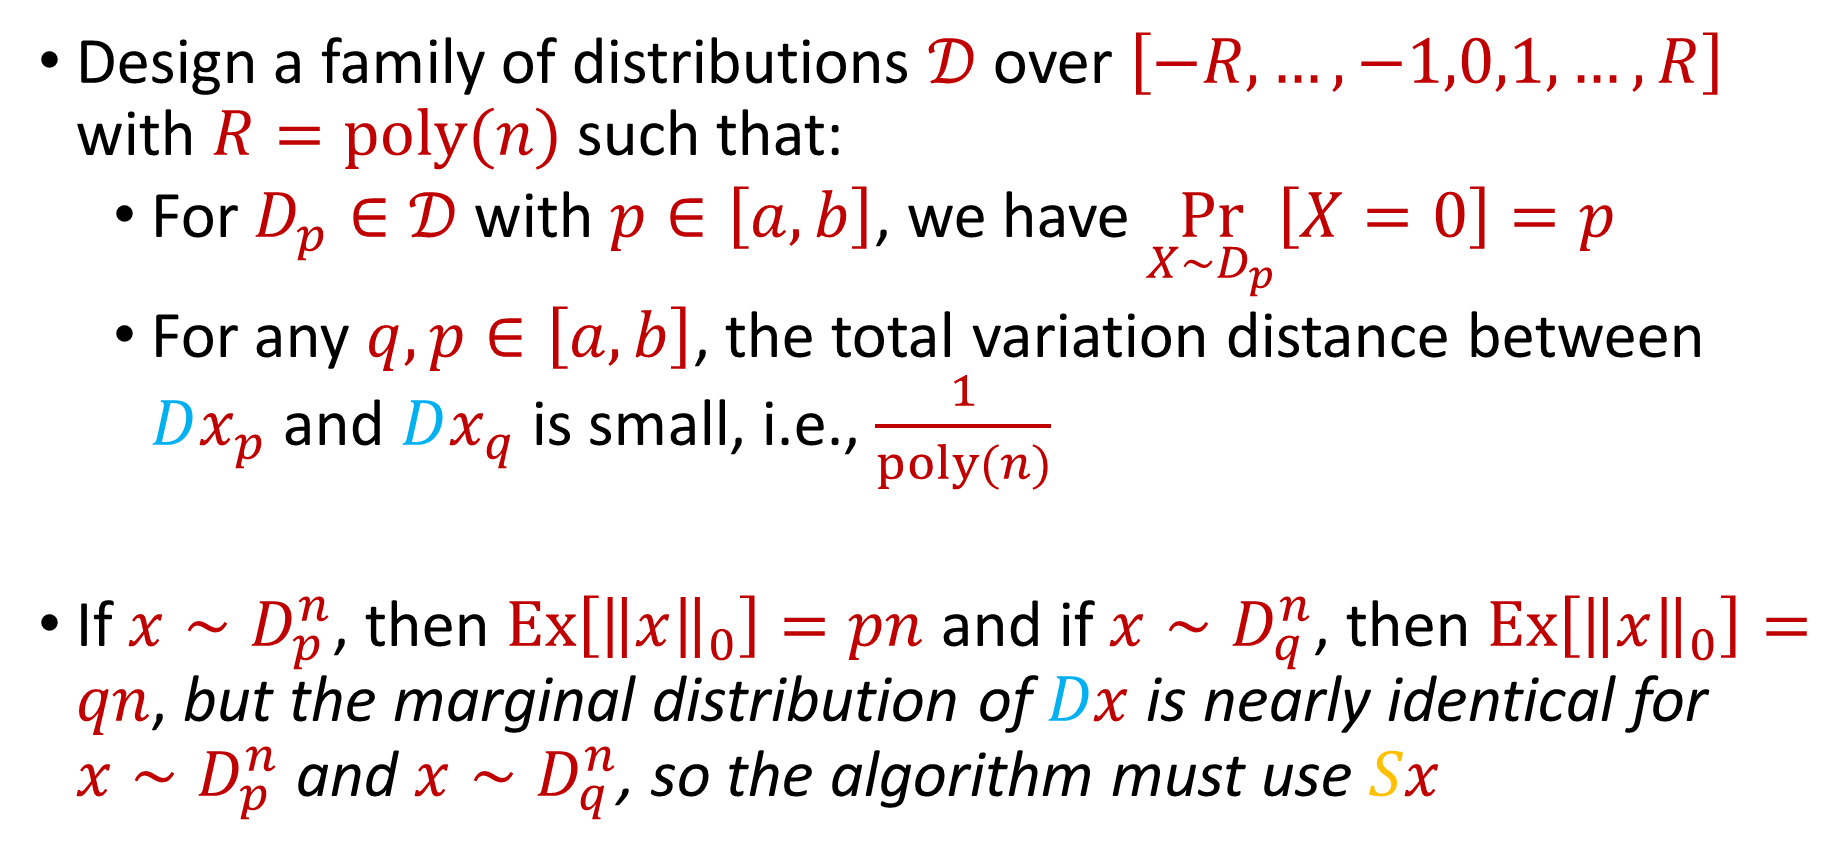 • Design a family of distributions 𝒟 over [−R, … , −1,0,1, … , R]
with R = poly(n) such that:
• For D_p ∈ 𝒟 with p ∈ [a, b], we have Pr_{X∼D_p} [X = 0] = p
• For any q, p ∈ [a, b], the total variation distance between
Dx_p and Dx_q is small, i.e., 1/poly(n)
• If x ∼ D_p^n, then Ex[‖x‖_0] = pn and if x ∼ D_q^n, then Ex[‖x‖_0] =
qn, but the marginal distribution of Dx is nearly identical for
x ∼ D_p^n and x ∼ D_q^n, so the algorithm must use Sx